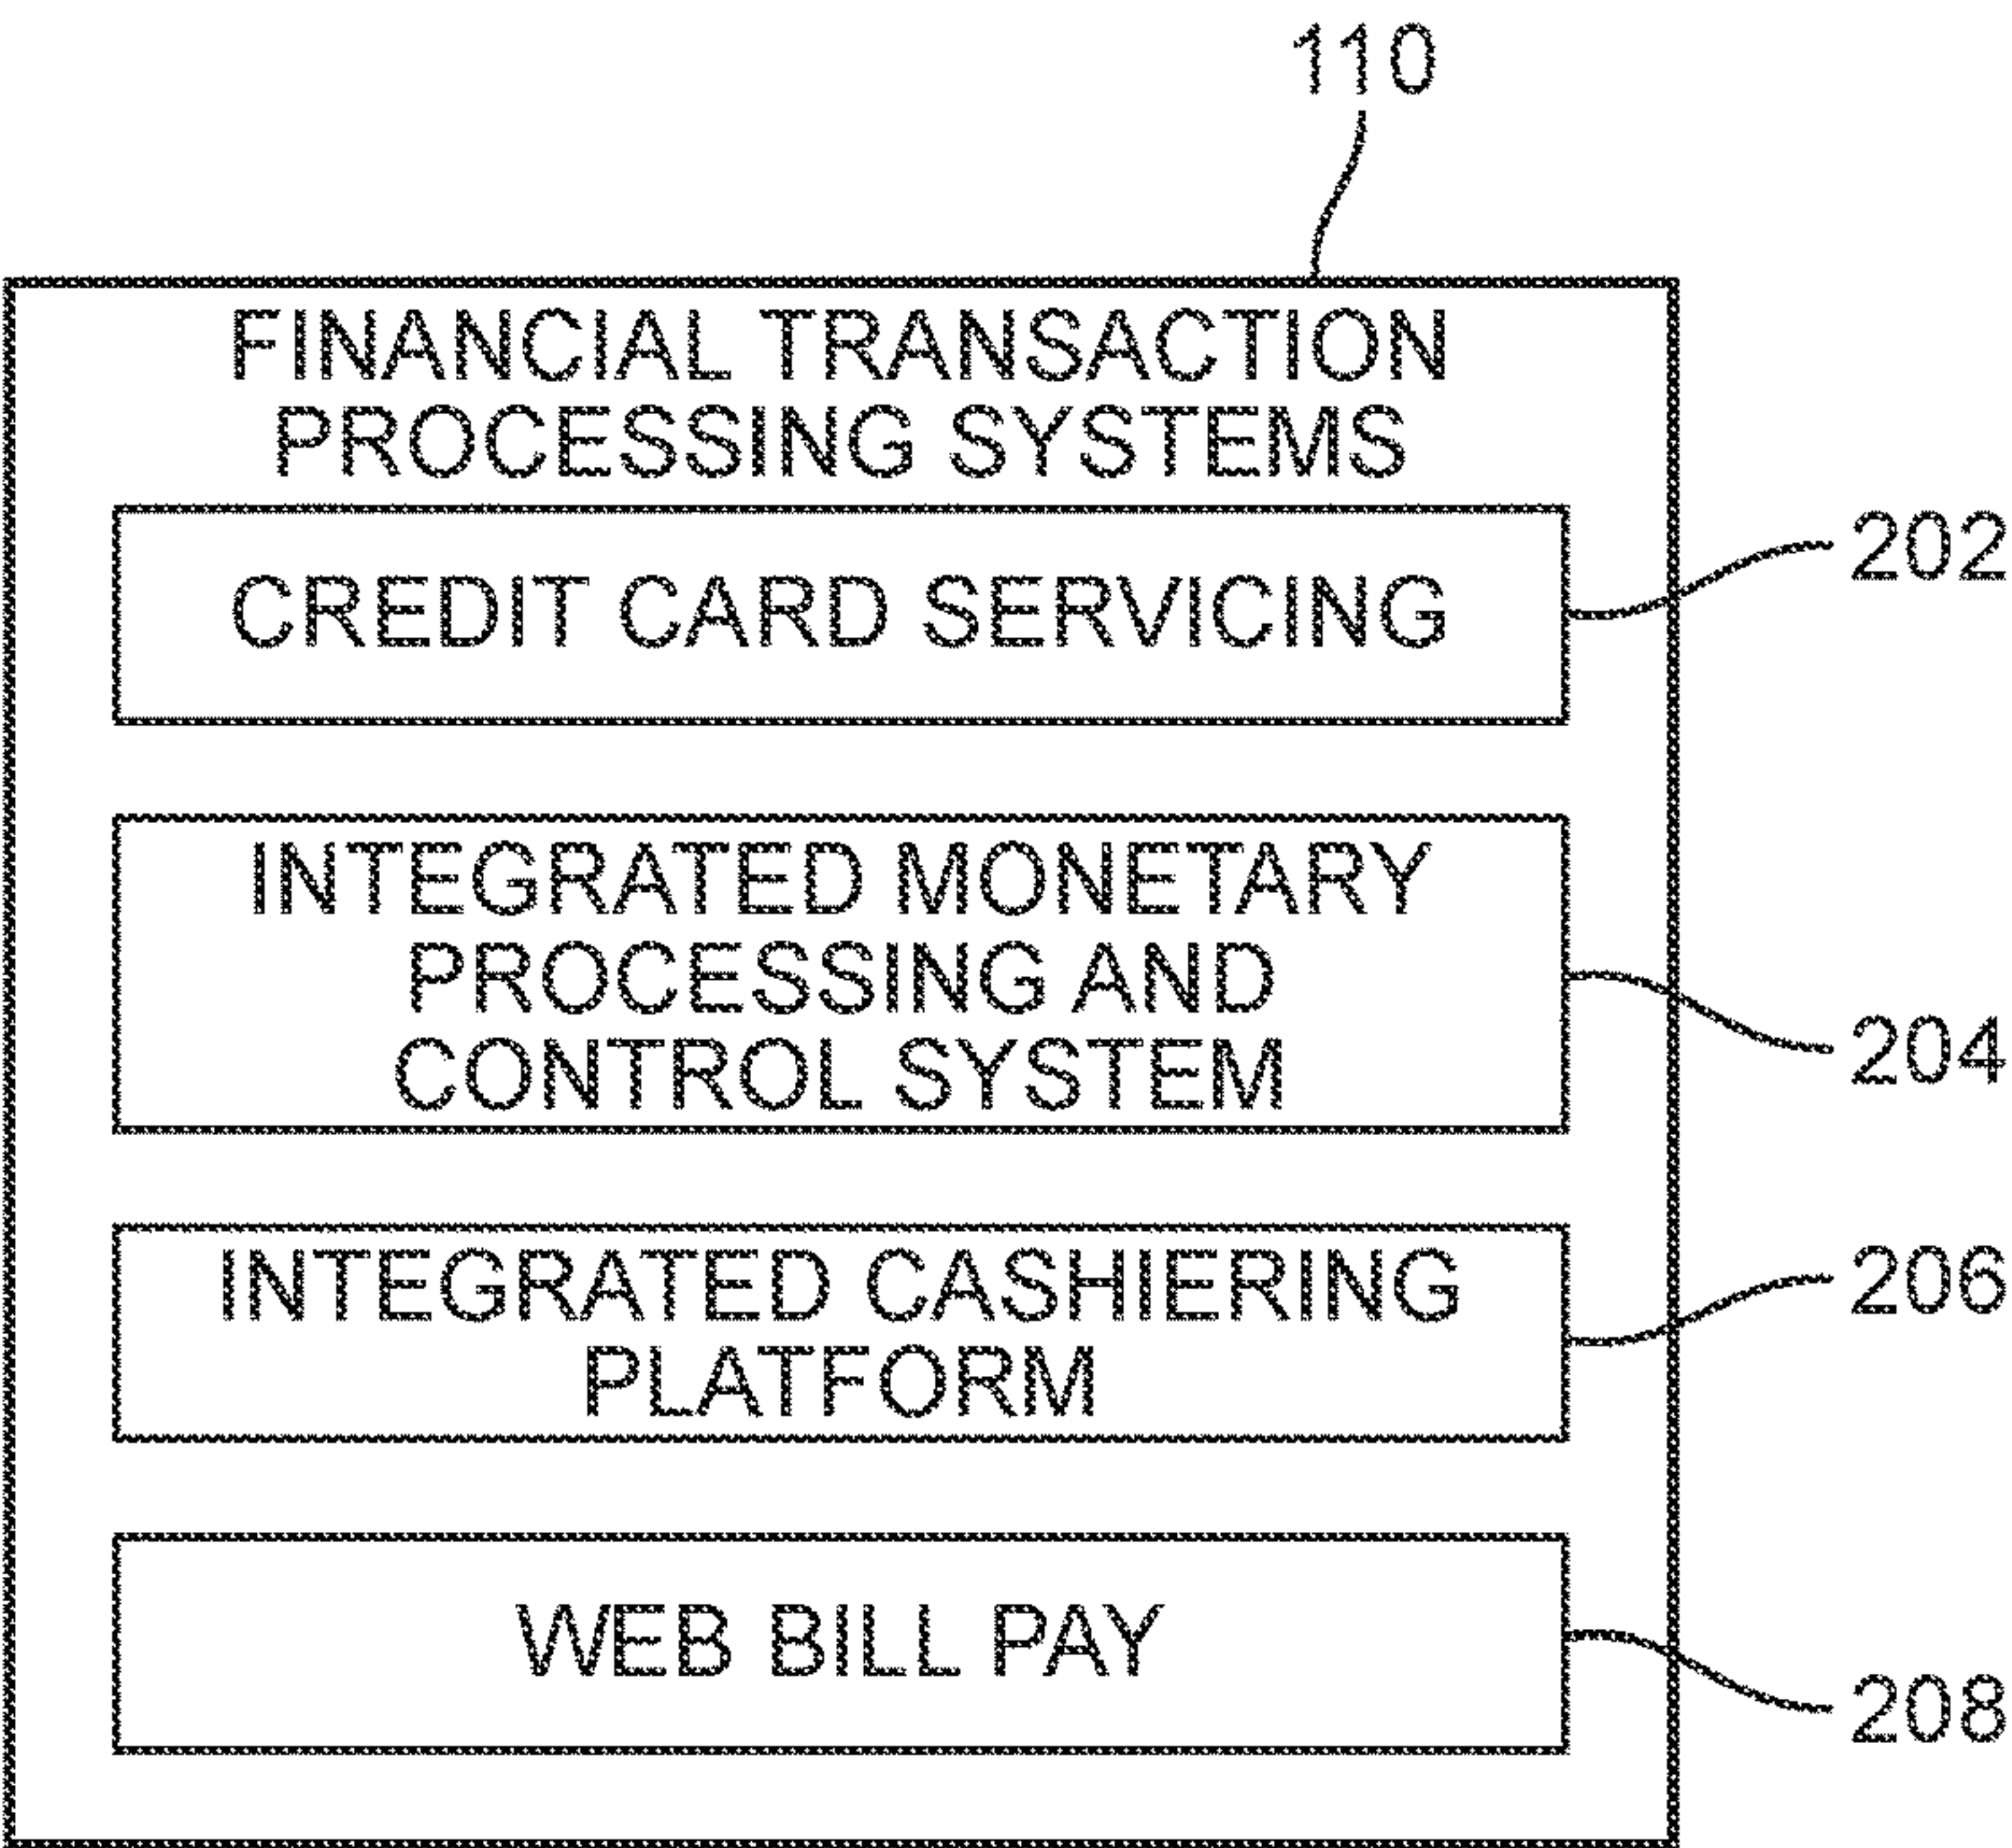 110
FINANCIAL TRANSACTION
PROCESSING SYSTEMS
CREDIT CARD SERVICING
202
INTEGRATED MONETARY
PROCESSING AND
CONTROL SYSTEM
204
INTEGRATED CASHIERING
PLATFORM
206
WEB BILL PAY
208